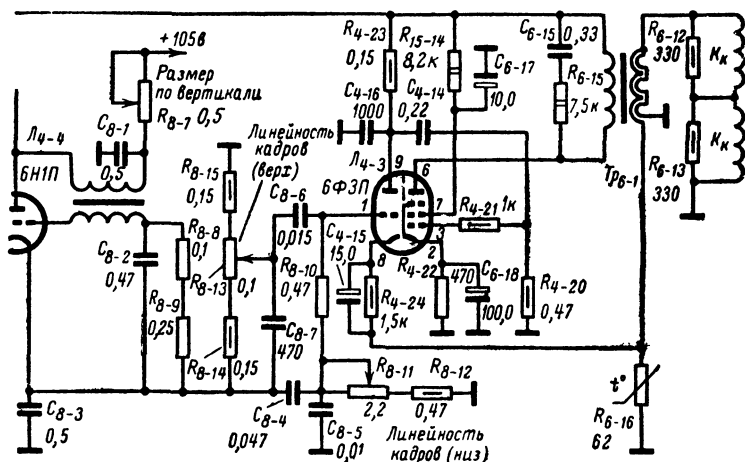 +105в
Размер
по вертикали
R8-7 0,5
Л4-4
6Н1П
C8-1
0,5
R8-15
0,15
Линейность
кадров
(верх)
R4-23
0,15
R15-14
8,2к
C4-16
1000
C4-14
0,22
C6-17
10,0
C6-15
0,33
R6-15
7,5к
R6-12
330
Кк
Кк
R6-13
330
Тр6-1
Л4-3
6Ф3П
9
6
1
7
3
2
8
C8-6
0,015
R4-21 1к
C8-2
0,47
R8-8
0,1
R8-13
0,1
R8-9
0,25
R8-14
0,15
C8-7
470
R8-10
0,47
C4-15
15,0
R4-24
1,5к
R4-22
470
C6-18
100,0
R4-20
0,47
R8-11
2,2
R8-12
0,47
C8-3
0,5
C8-4
0,047
C8-5
0,01
Линейность
кадров (низ)
t°
R6-16
62